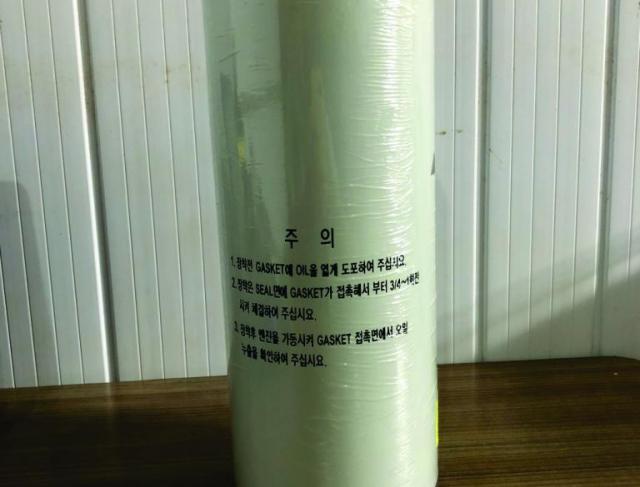 주 의
1. 장착전 GASKET에 OIL을 엷게 도포하여 주십시요.
2. 장착은 SEAL면에 GASKET가 접촉해서 부터 3/4~1회전
시켜 체결하여 주십시요.
3. 장착후 엔진을 가동시켜 GASKET 접촉면에서 오일
누출을 확인하여 주십시요.